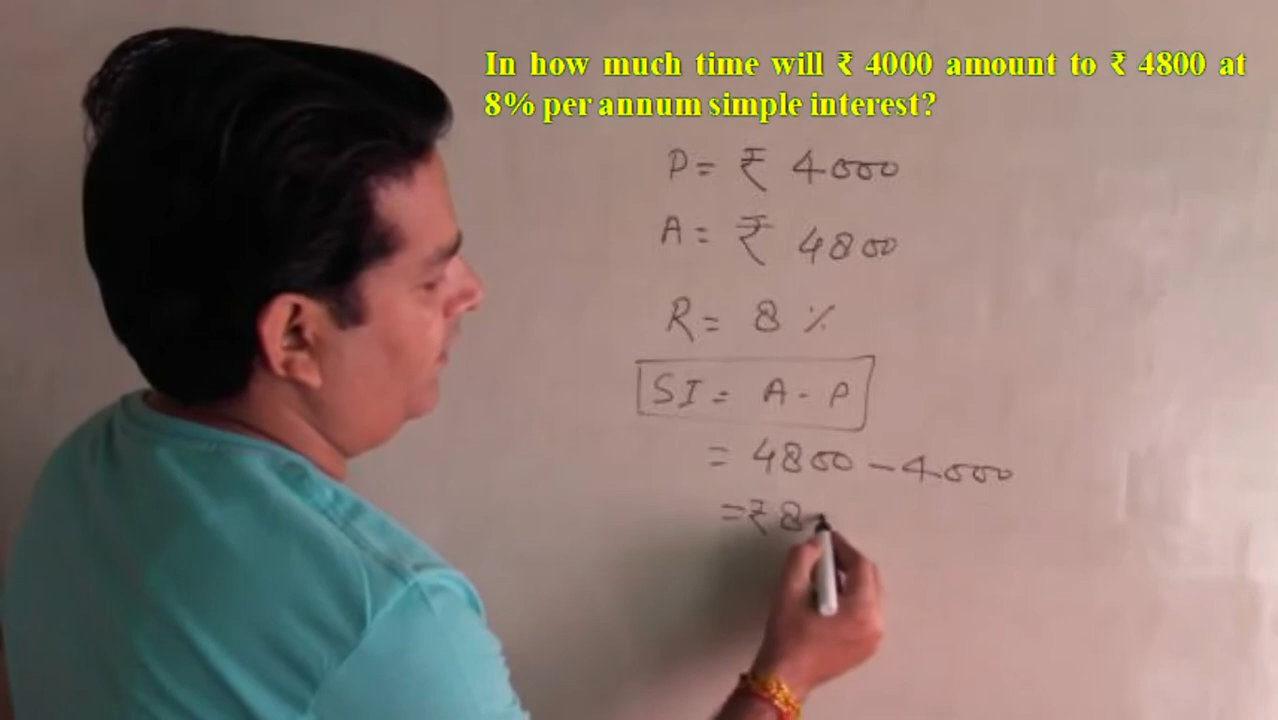 In how much time will ₹ 4000 amount to ₹ 4800 at
8% per annum simple interest?
P = ₹ 4000
A = ₹ 4800
R = 8 %
SI = A - P
= 4800 - 4000
= ₹ 8